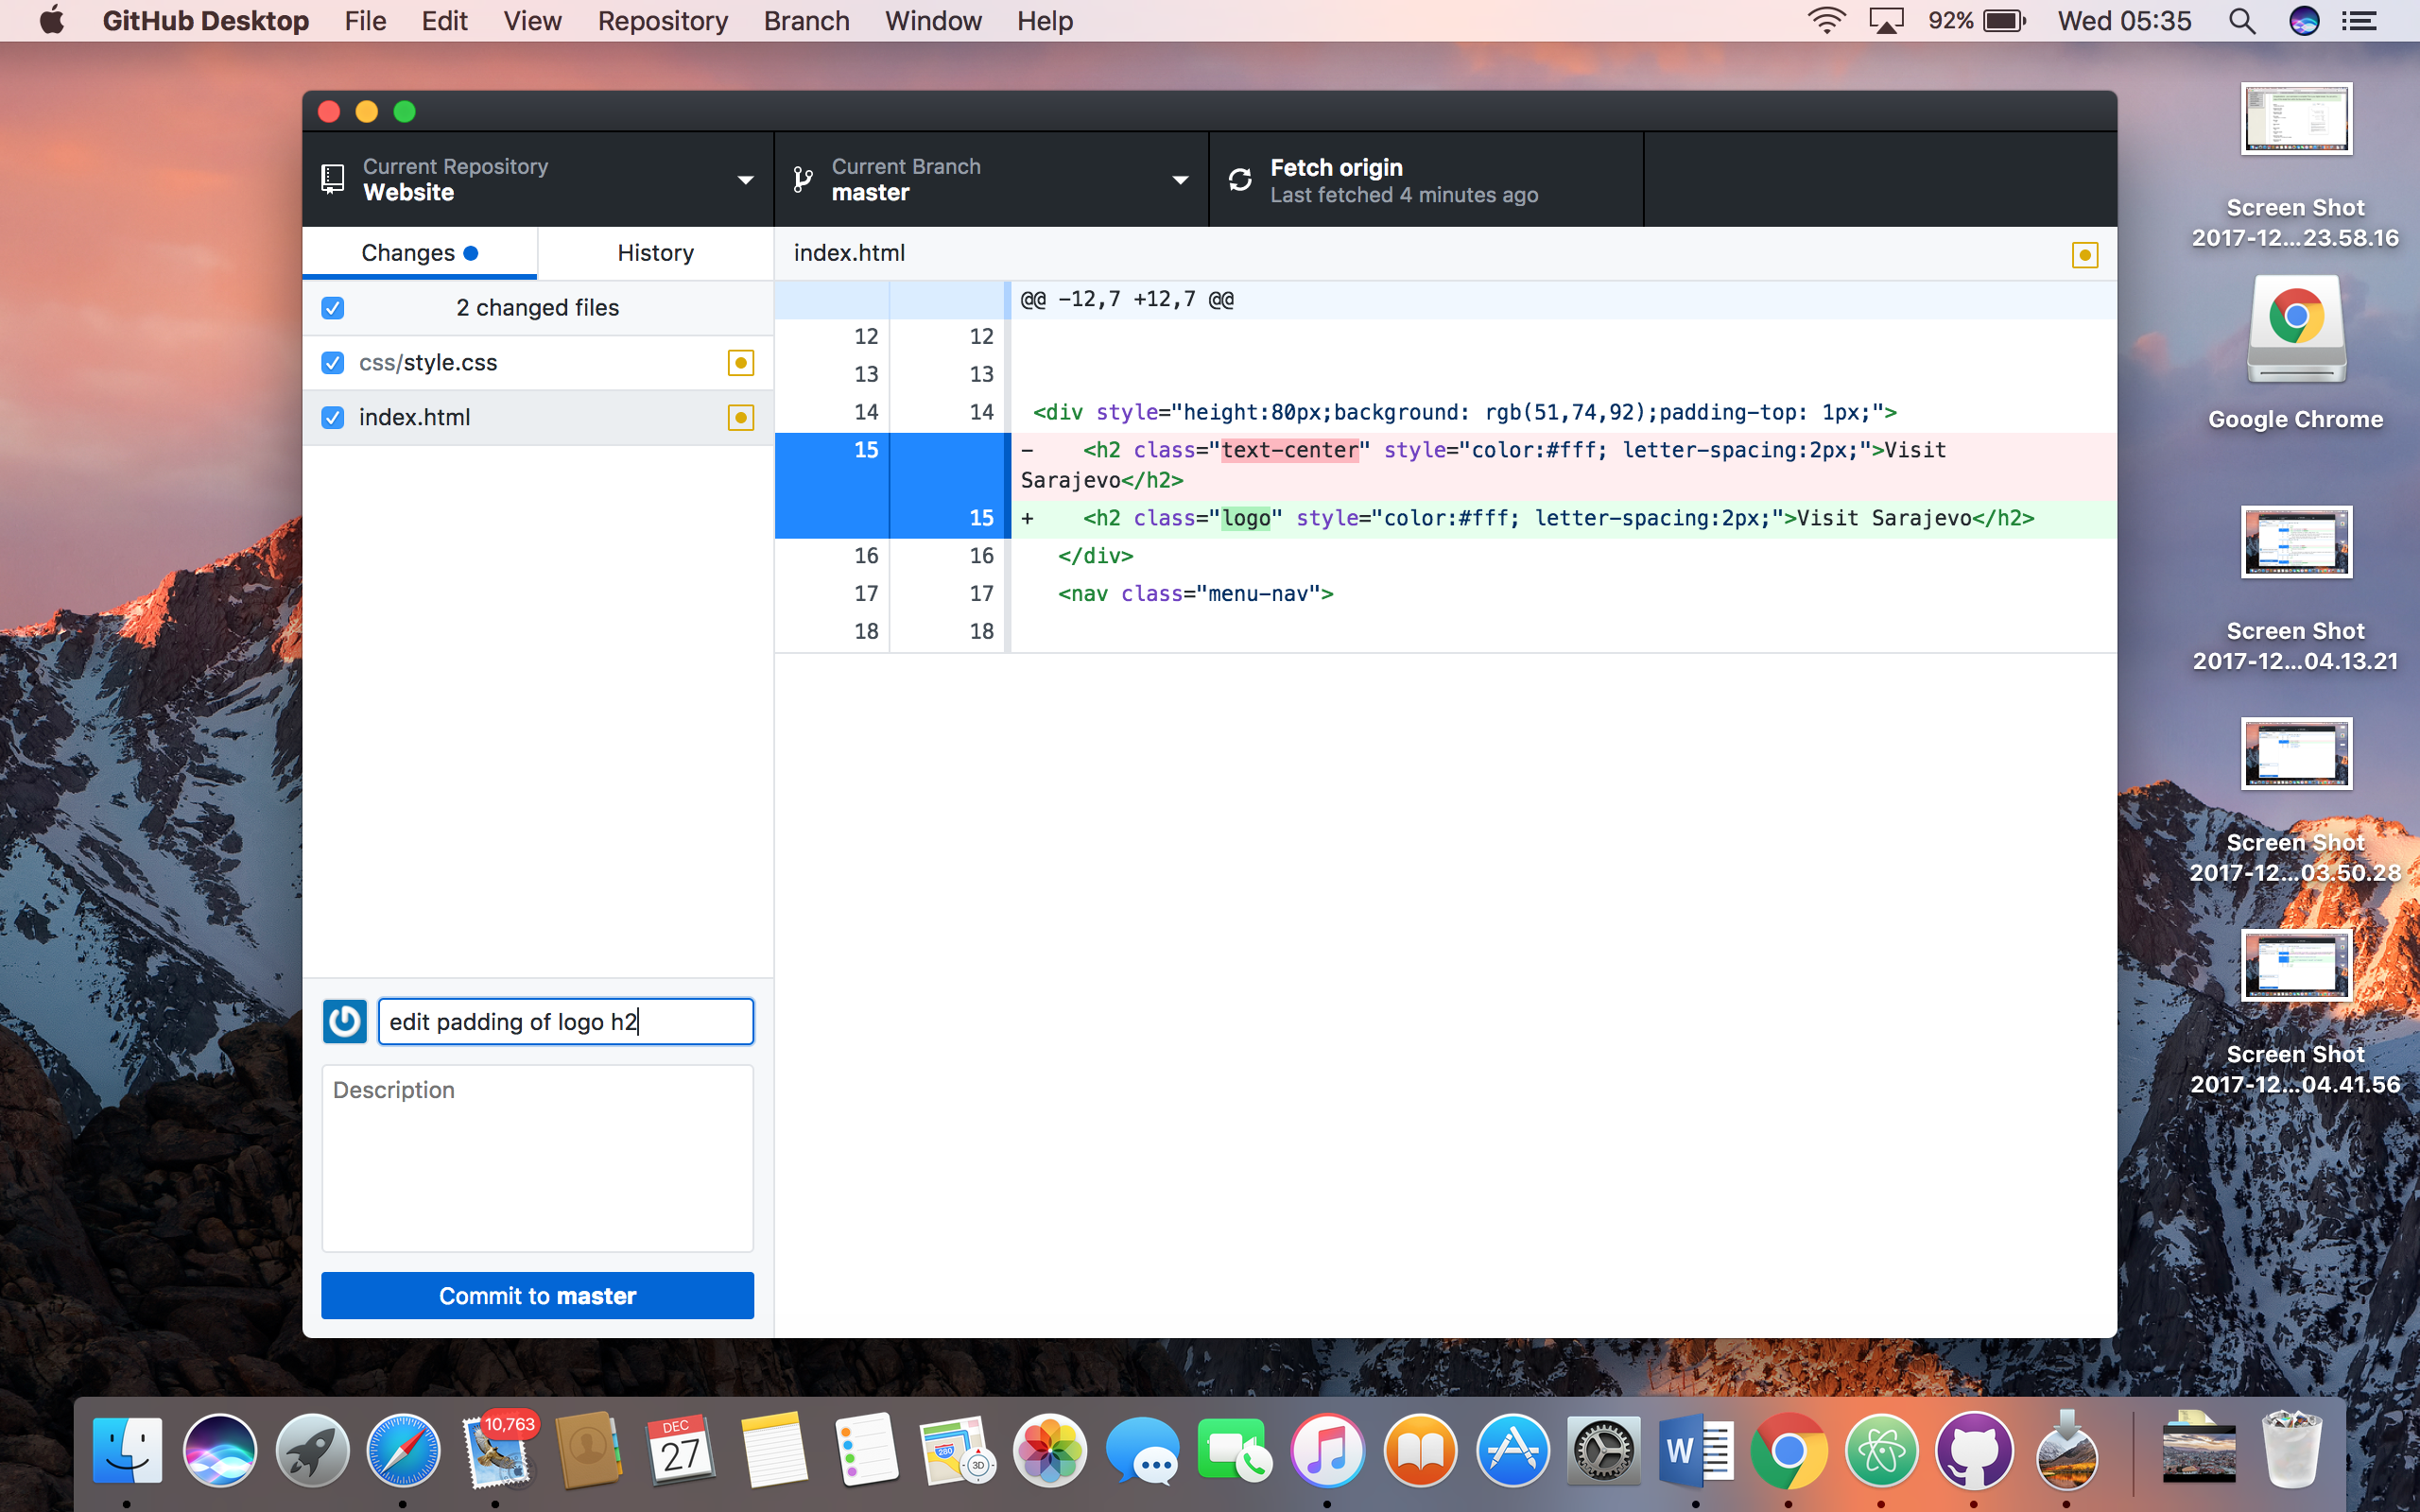 GitHub Desktop File Edit View Repository Branch Window Help 92% Wed 05:35
Current Repository
Website
Current Branch
master
Fetch origin
Last fetched 4 minutes ago
Changes History
2 changed files
css/style.css
index.html
index.html
@@ -12,7 +12,7 @@
12 12
13 13
14 14 <div style="height:80px;background: rgb(51,74,92);padding-top: 1px;">
15 - <h2 class="text-center" style="color:#fff; letter-spacing:2px;">Visit
Sarajevo</h2>
15 + <h2 class="logo" style="color:#fff; letter-spacing:2px;">Visit Sarajevo</h2>
16 16 </div>
17 17 <nav class="menu-nav">
18 18
edit padding of logo h2
Description
Commit to master
Screen Shot
2017-12...23.58.16
Google Chrome
Screen Shot
2017-12...04.13.21
Screen Shot
2017-12...03.50.28
Screen Shot
2017-12...04.41.56
10,763
DEC
27
280
3D
W